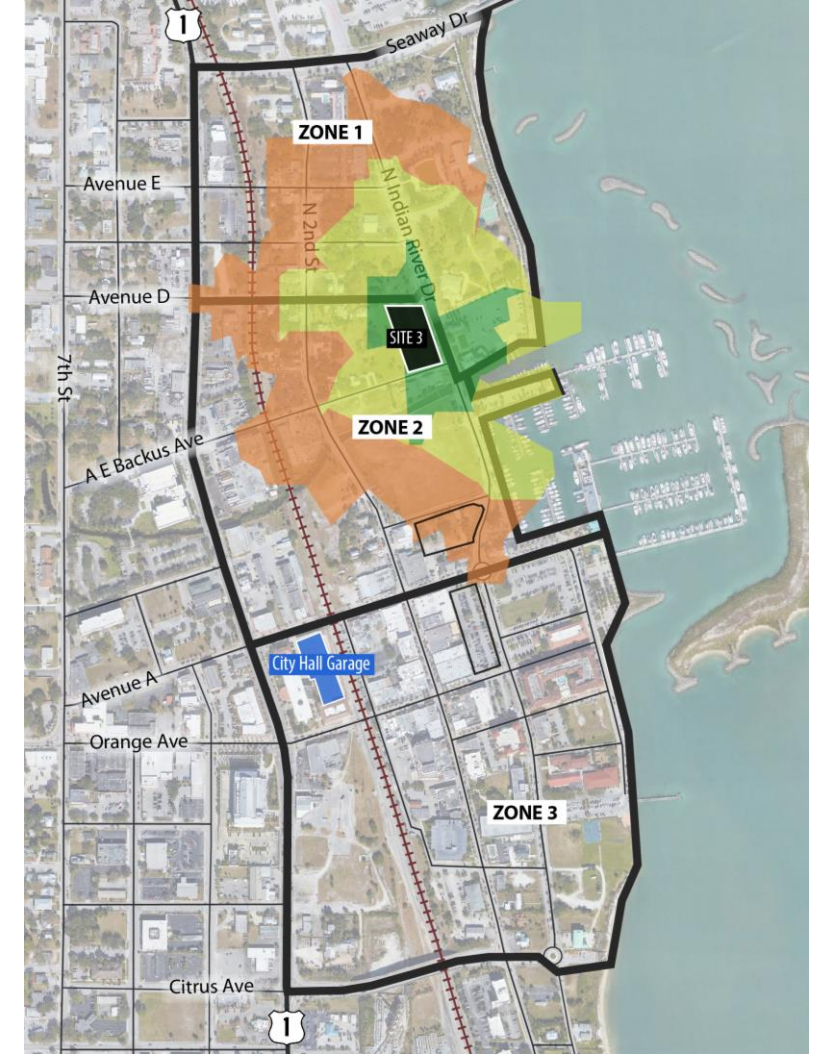 1
Seaway Dr
ZONE 1
Avenue E
N Indian River Dr
N 2nd St
Avenue D
SITE 3
7th St
ZONE 2
A E Backus Ave
City Hall Garage
Avenue A
Orange Ave
ZONE 3
Citrus Ave
1